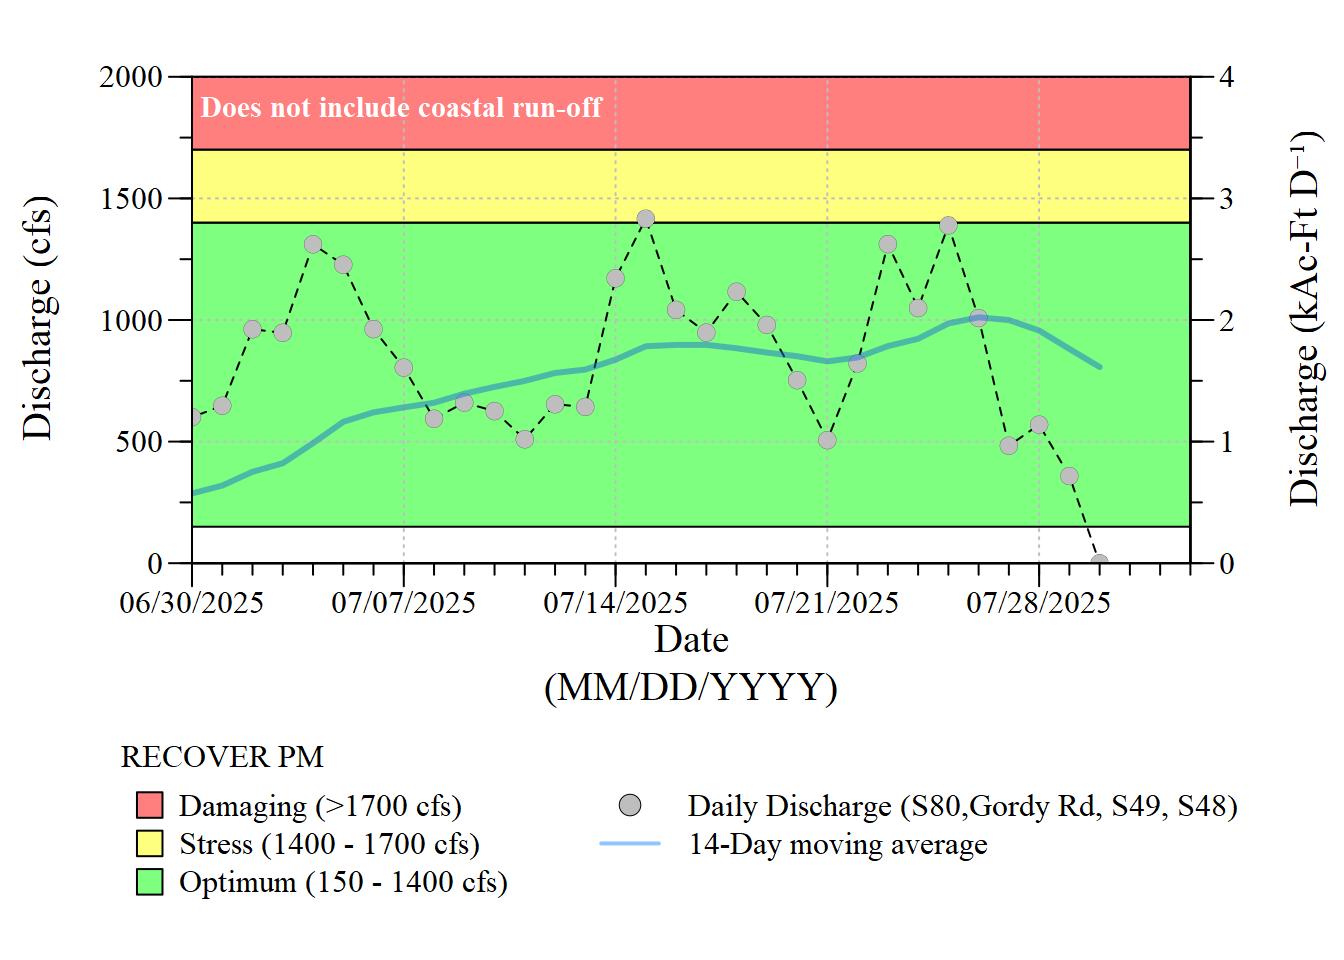 2000
1500
1000
500
0
Discharge (cfs)
Does not include coastal run-off
4
3
2
1
0
Discharge (kAc-Ft D⁻¹)
06/30/2025 07/07/2025 07/14/2025 07/21/2025 07/28/2025
Date
(MM/DD/YYYY)
RECOVER PM
Damaging (>1700 cfs)
Stress (1400 - 1700 cfs)
Optimum (150 - 1400 cfs)
Daily Discharge (S80,Gordy Rd, S49, S48)
14-Day moving average